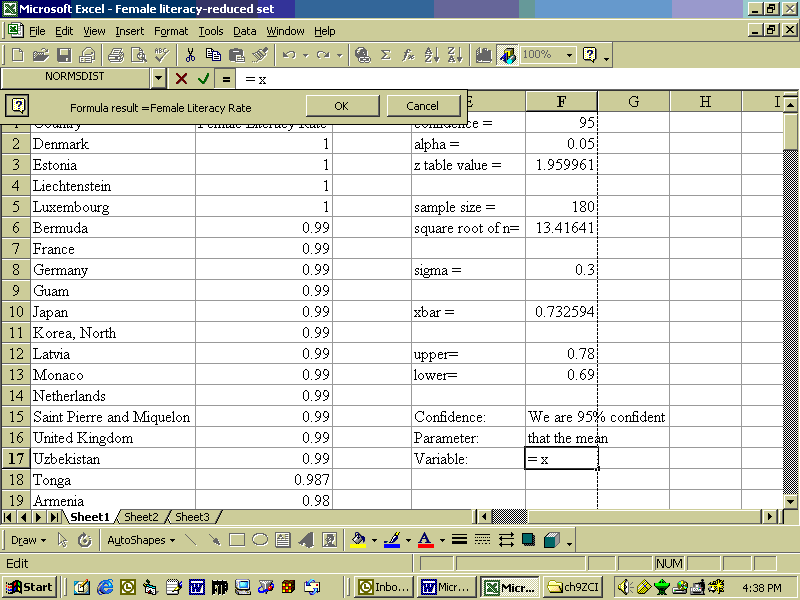 Microsoft Excel - Female literacy-reduced set
File Edit View Insert Format Tools Data Window Help
100%
NORMSDIST = = x
Formula result =Female Literacy Rate OK Cancel
F G H I
1 Country Female Literacy Rate confidence = 95
2 Denmark 1 alpha = 0.05
3 Estonia 1 z table value = 1.959961
4 Liechtenstein 1
5 Luxembourg 1 sample size = 180
6 Bermuda 0.99 square root of n= 13.41641
7 France 0.99
8 Germany 0.99 sigma = 0.3
9 Guam 0.99
10 Japan 0.99 xbar = 0.732594
11 Korea, North 0.99
12 Latvia 0.99 upper= 0.78
13 Monaco 0.99 lower= 0.69
14 Netherlands 0.99
15 Saint Pierre and Miquelon 0.99 Confidence: We are 95% confident
16 United Kingdom 0.99 Parameter: that the mean
17 Uzbekistan 0.99 Variable: = x
18 Tonga 0.987
19 Armenia 0.98
Sheet1 Sheet2 Sheet3
Draw AutoShapes
Edit NUM
Start Inbo... Micr... Micr... ch9ZCI 4:38 PM